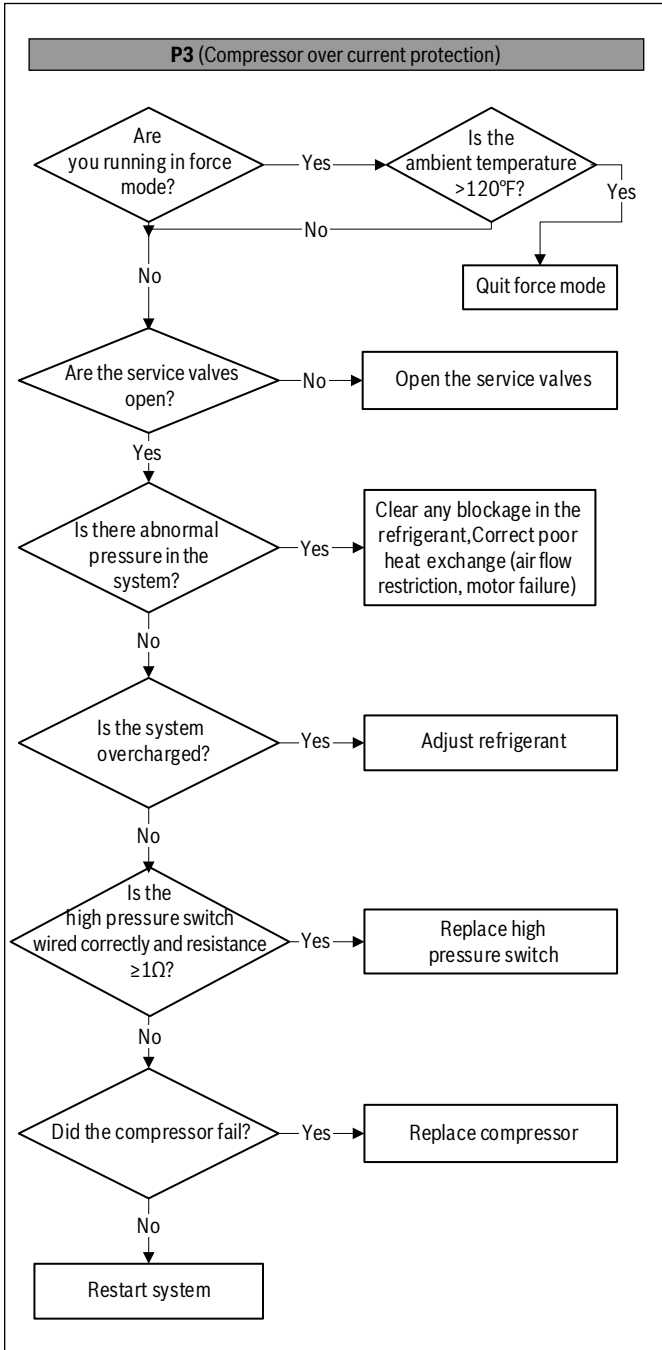 P3 (Compressor over current protection)
Are
you running in force
mode?
Yes
Is the
ambient temperature
>120°F?
Yes
No
No
Quit force mode
Are the service valves
open?
No
Open the service valves
Yes
Is there abnormal
pressure in the
system?
Yes
Clear any blockage in the
refrigerant,Correct poor
heat exchange (air flow
restriction, motor failure)
No
Is the system
overcharged?
Yes
Adjust refrigerant
No
Is the
high pressure switch
wired correctly and resistance
≥1Ω?
Yes
Replace high
pressure switch
No
Did the compressor fail?
Yes
Replace compressor
No
Restart system